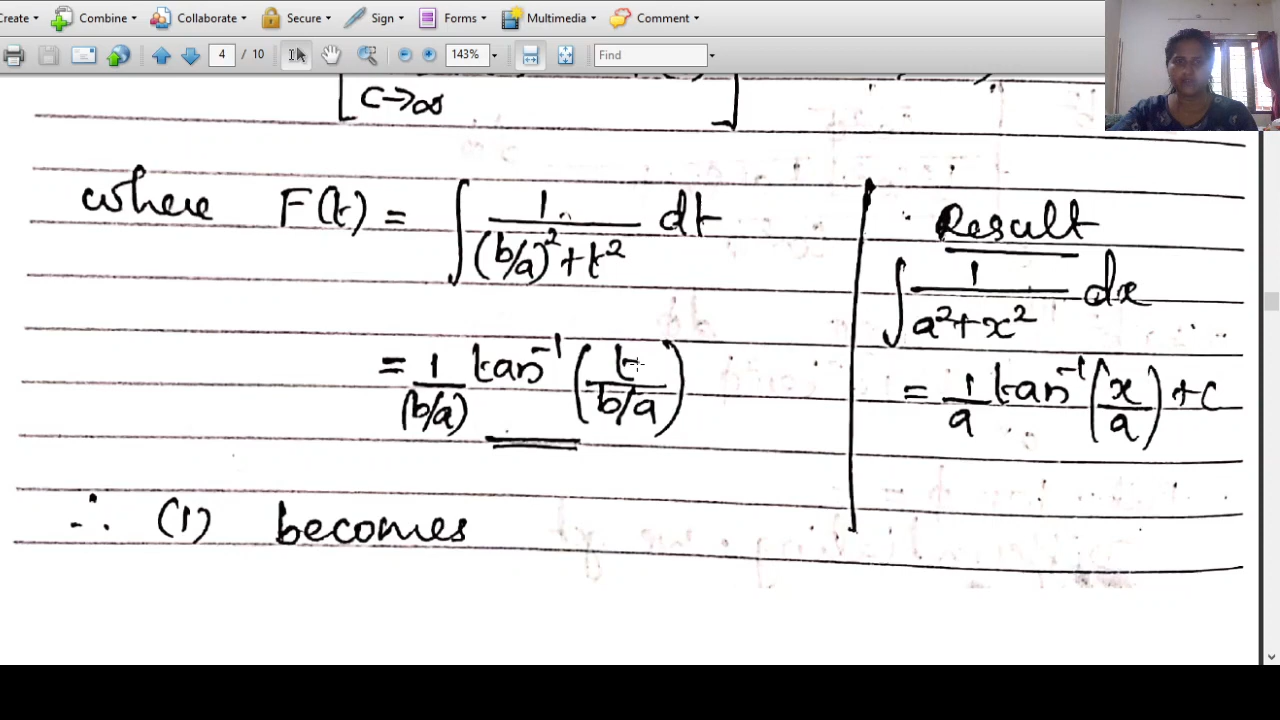 Create Combine Collaborate Secure Sign Forms Multimedia Comment
4 / 10 143% Find
C→∞
where F(t) = ∫ 1/((b/a)²+t²) dt
= 1/(b/a) tan⁻¹ (t/(b/a))
∴ (1) becomes
Result
∫ 1/(a²+x²) dx
= 1/a tan⁻¹ (x/a) + c